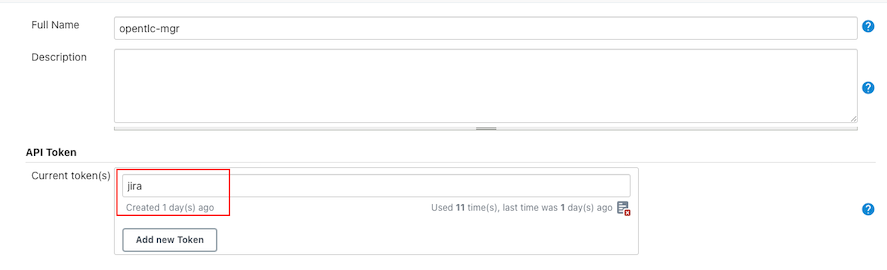 Full Name
opentlc-mgr
?
Description
?
API Token
Current token(s)
jira
Created 1 day(s) ago
Used 11 time(s), last time was 1 day(s) ago
?
Add new Token